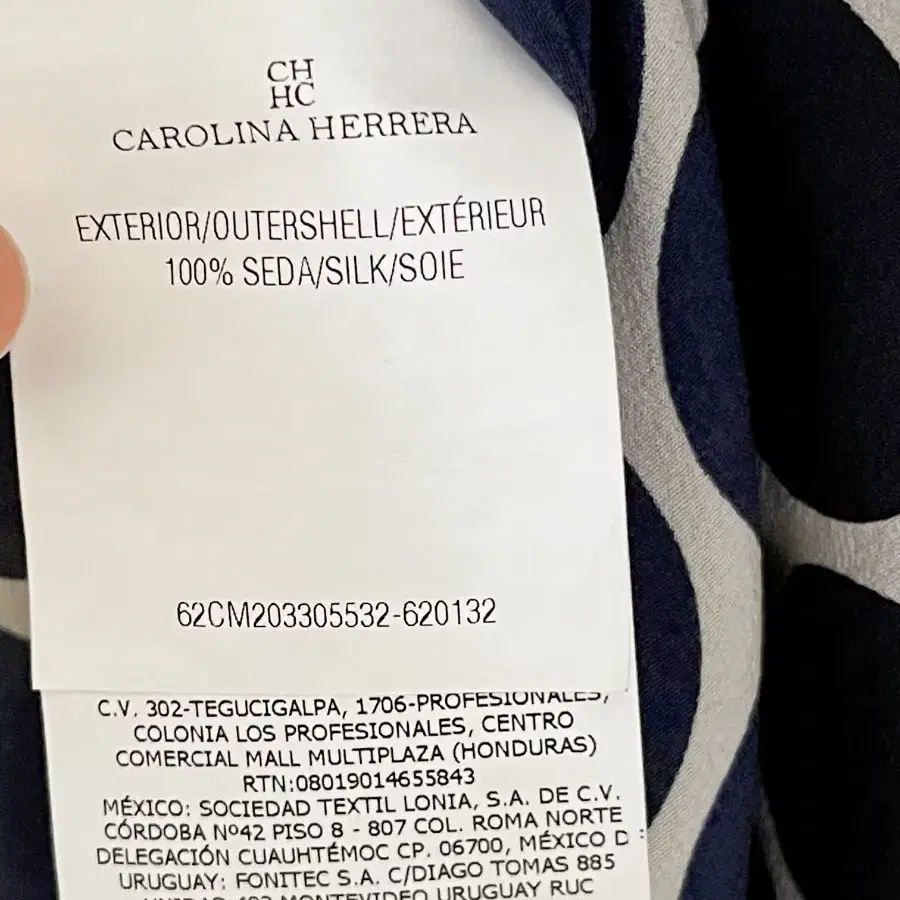 CH
HC
CAROLINA HERRERA
EXTERIOR/OUTERSHELL/EXTÉRIEUR
100% SEDA/SILK/SOIE
62CM203305532-620132
C.V. 302-TEGUCIGALPA, 1706-PROFESIONALES,
COLONIA LOS PROFESIONALES, CENTRO
COMERCIAL MALL MULTIPLAZA (HONDURAS)
RTN:08019014655843
MÉXICO: SOCIEDAD TEXTIL LONIA, S.A. DE C.V.
CÓRDOBA Nº42 PISO 8 - 807 COL. ROMA NORTE
DELEGACIÓN CUAUHTÉMOC CP. 06700, MÉXICO D
URUGUAY: FONITEC S.A. C/DIAGO TOMAS 885
MONTEVIDEO URUGUAY RUC